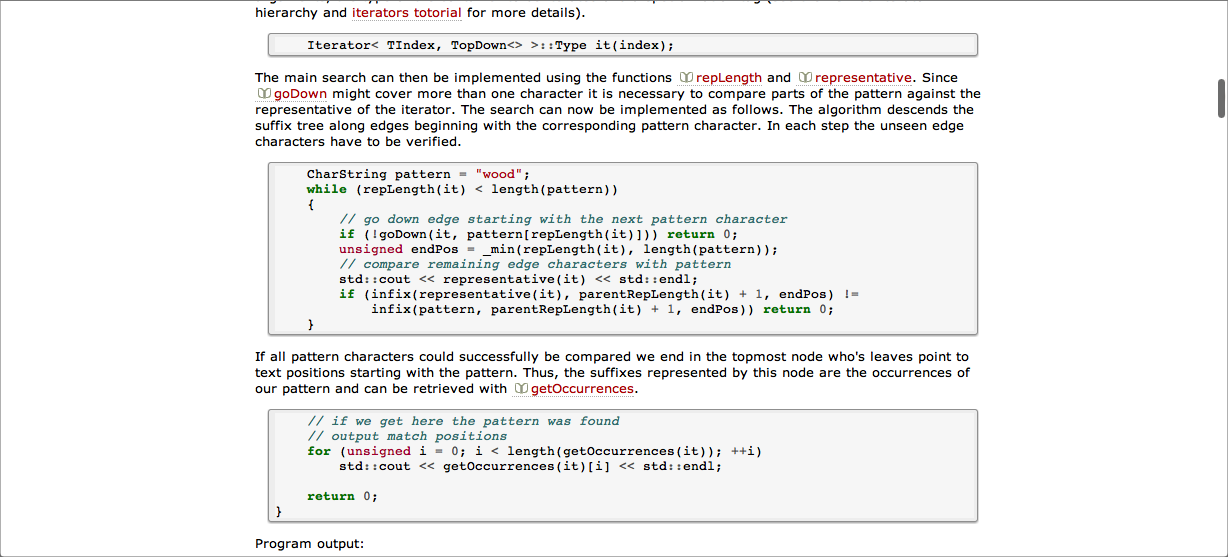 hierarchy and iterators totorial for more details).
Iterator< TIndex, TopDown<> >::Type it(index);
The main search can then be implemented using the functions repLength and representative. Since
goDown might cover more than one character it is necessary to compare parts of the pattern against the
representative of the iterator. The search can now be implemented as follows. The algorithm descends the
suffix tree along edges beginning with the corresponding pattern character. In each step the unseen edge
characters have to be verified.
CharString pattern = "wood";
while (repLength(it) < length(pattern))
{
// go down edge starting with the next pattern character
if (!goDown(it, pattern[repLength(it)])) return 0;
unsigned endPos = _min(repLength(it), length(pattern));
// compare remaining edge characters with pattern
std::cout << representative(it) << std::endl;
if (infix(representative(it), parentRepLength(it) + 1, endPos) !=
infix(pattern, parentRepLength(it) + 1, endPos)) return 0;
}
If all pattern characters could successfully be compared we end in the topmost node who's leaves point to
text positions starting with the pattern. Thus, the suffixes represented by this node are the occurrences of
our pattern and can be retrieved with getOccurrences.
// if we get here the pattern was found
// output match positions
for (unsigned i = 0; i < length(getOccurrences(it)); ++i)
std::cout << getOccurrences(it)[i] << std::endl;
return 0;
}
Program output: